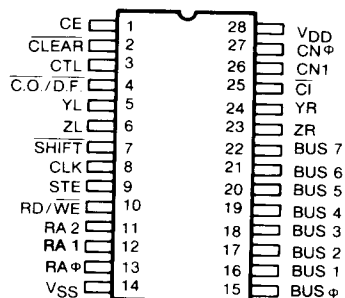 CE 1 28 VDD
CLEAR 2 27 CNΦ
CTL 3 26 CN1
C.O./D.F. 4 25 CI
YL 5 24 YR
ZL 6 23 ZR
SHIFT 7 22 BUS 7
CLK 8 21 BUS 6
STE 9 20 BUS 5
RD/WE 10 19 BUS 4
RA 2 11 18 BUS 3
RA 1 12 17 BUS 2
RAΦ 13 16 BUS 1
VSS 14 15 BUS Φ